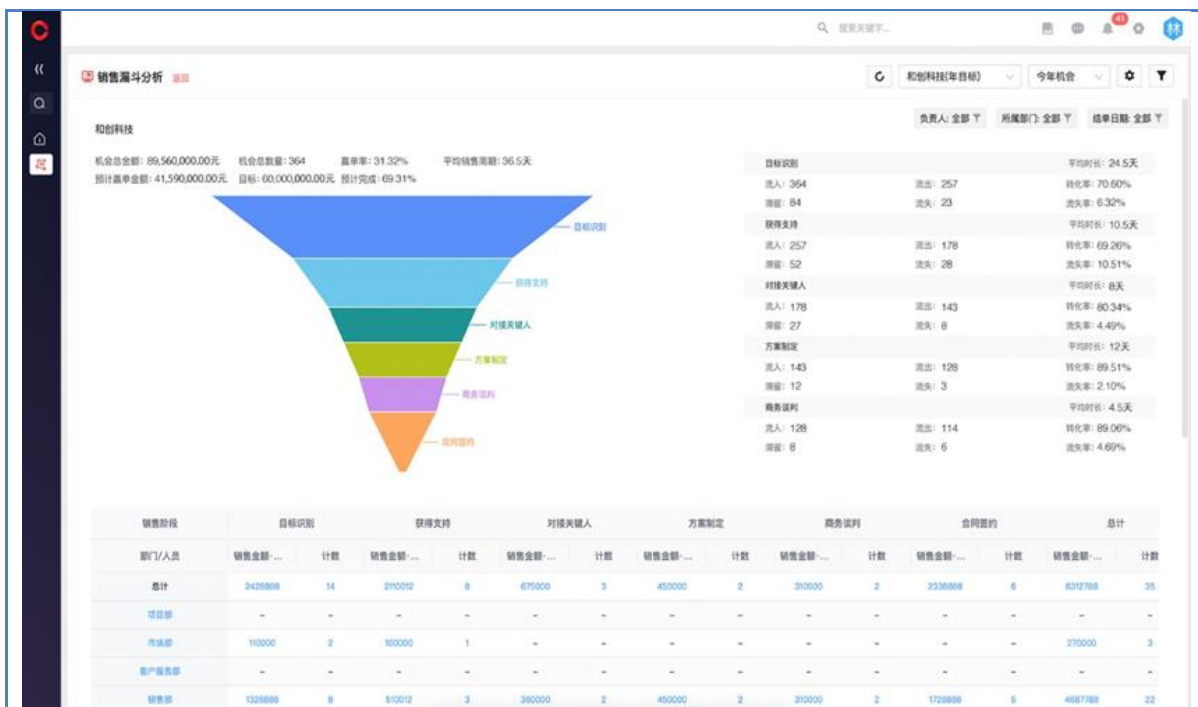 搜索关键字...
41
林
销售漏斗分析 返回
和创科技(年目标) 今年机会
负责人: 全部 所属部门: 全部 结单日期: 全部
和创科技
机会总金额: 89,560,000.00元 机会总数量: 364 赢单率: 31.32% 平均销售周期: 36.5天
预计赢单金额: 41,590,000.00元 目标: 60,000,000.00元 预计完成: 69.31%
目标识别
获得支持
对接关键人
方案制定
商务谈判
合同签约
目标识别 平均时长: 24.5天
流入: 364 流出: 257 转化率: 70.60%
滞留: 84 流失: 23 流失率: 6.32%
获得支持 平均时长: 10.5天
流入: 257 流出: 178 转化率: 69.26%
滞留: 52 流失: 28 流失率: 10.51%
对接关键人 平均时长: 8天
流入: 178 流出: 143 转化率: 80.34%
滞留: 27 流失: 8 流失率: 4.49%
方案制定 平均时长: 12天
流入: 143 流出: 128 转化率: 89.51%
滞留: 12 流失: 3 流失率: 2.10%
商务谈判 平均时长: 4.5天
流入: 128 流出: 114 转化率: 89.06%
滞留: 8 流失: 6 流失率: 4.69%
销售阶段 目标识别 获得支持 对接关键人 方案制定 商务谈判 合同签约 总计
部门/人员 销售金额-... 计数 销售金额-... 计数 销售金额-... 计数 销售金额-... 计数 销售金额-... 计数 销售金额-... 计数 销售金额-... 计数
总计 2426888 14 2110012 8 675000 3 450000 2 310000 2 2338888 6 8312788 35
项目部 - - - - - - - - - - - - - -
市场部 110000 2 160000 1 - - - - - - - - 270000 3
客户服务部 - - - - - - - - - - - - - -
销售部 1326888 8 510012 3 360000 2 450000 2 310000 2 1728888 5 4687788 22